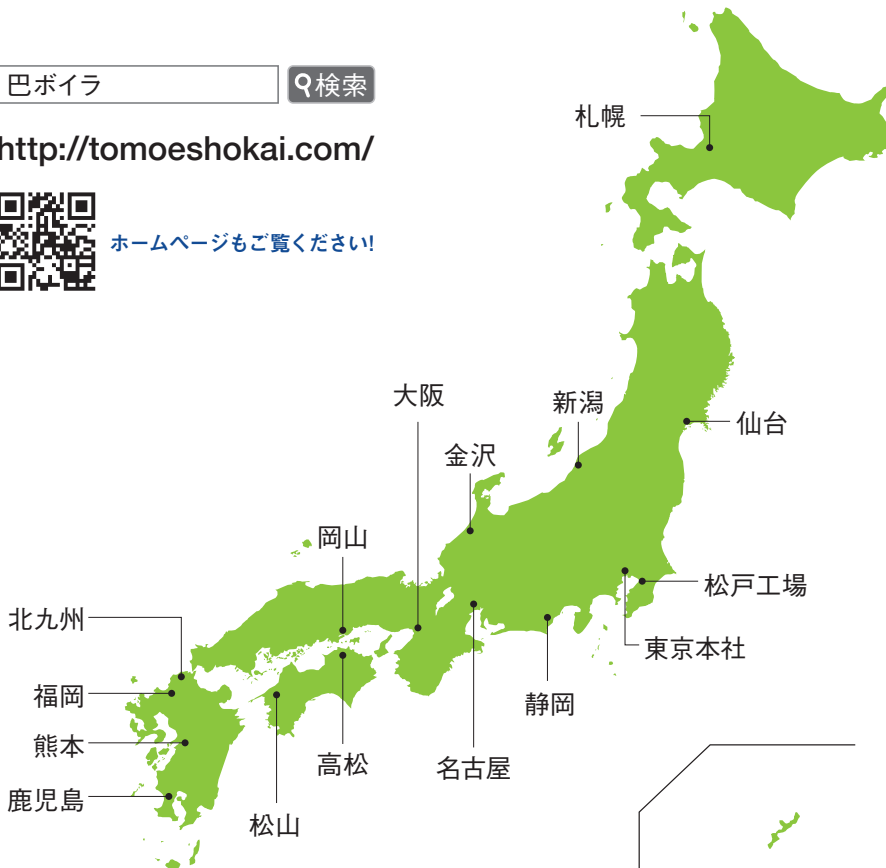 巴ボイラ
検索
http://tomoeshokai.com/
ホームページもご覧ください!
札幌
大阪
新潟
仙台
金沢
岡山
松戸工場
北九州
東京本社
福岡
静岡
熊本
高松
名古屋
鹿児島
松山